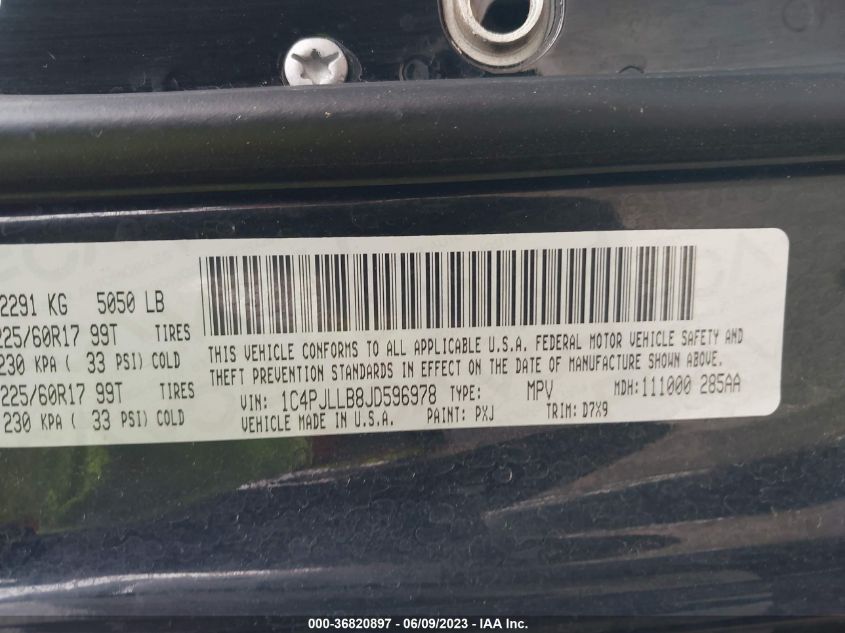 2291 KG 5050 LB
225/60R17 99T TIRES
230 KPA ( 33 PSI) COLD
225/60R17 99T TIRES
230 KPA ( 33 PSI) COLD
THIS VEHICLE CONFORMS TO ALL APPLICABLE U.S.A. FEDERAL MOTOR VEHICLE SAFETY AND
THEFT PREVENTION STANDARDS IN EFFECT ON THE DATE OF MANUFACTURE SHOWN ABOVE.
VIN: 1C4PJLLB8JD596978 TYPE: MPV MDH:111000 285AA
VEHICLE MADE IN U.S.A. PAINT: PXJ TRIM: D7X9
000-36820897 - 06/09/2023 - IAA Inc.